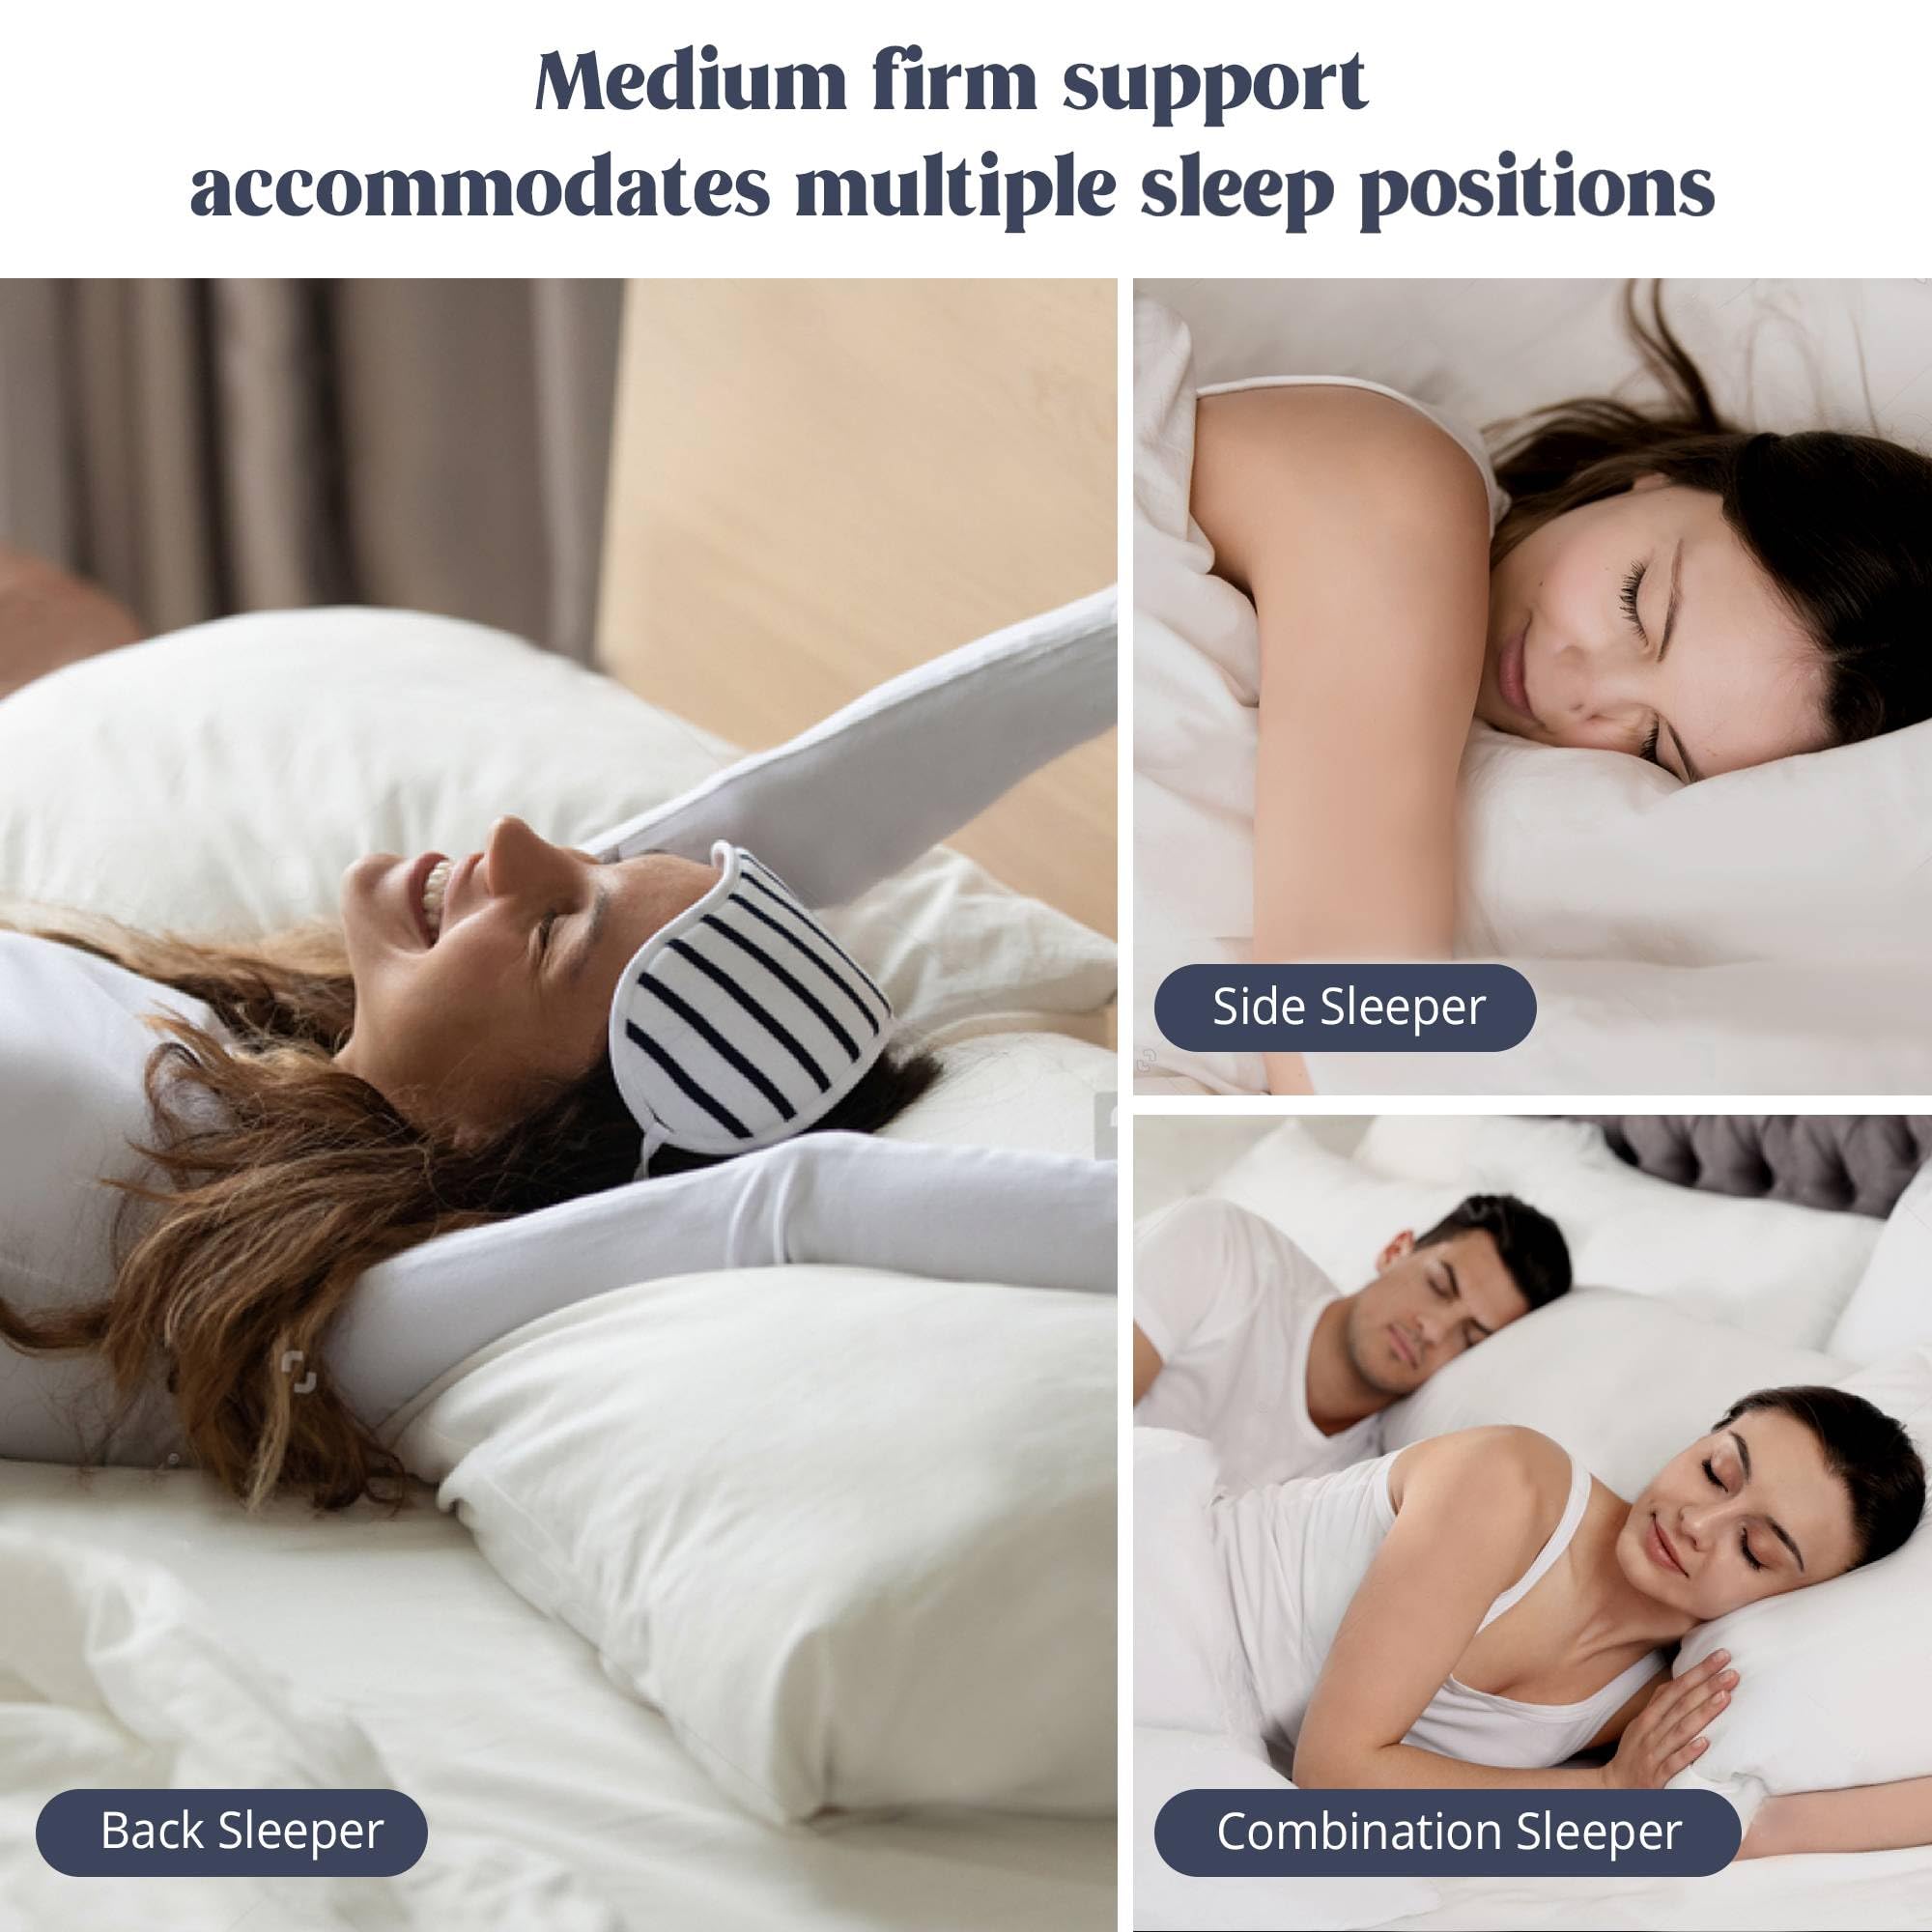 Medium firm support
accommodates multiple sleep positions
Side Sleeper
Back Sleeper
Combination Sleeper